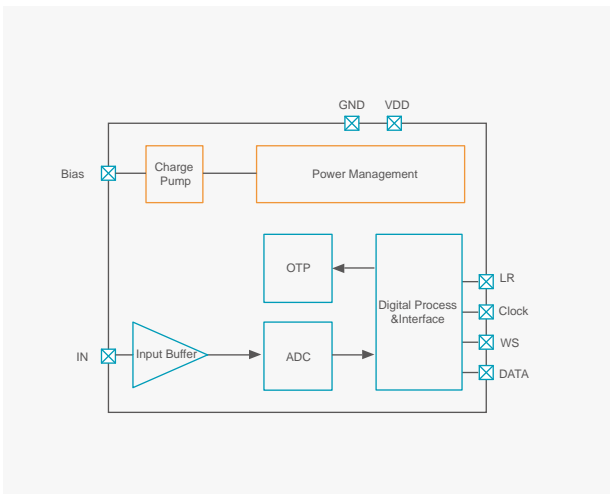 GND VDD
Bias
Charge
Pump
Power Management
OTP
LR
Digital Process
&Interface
Clock
WS
IN
Input Buffer
ADC
DATA